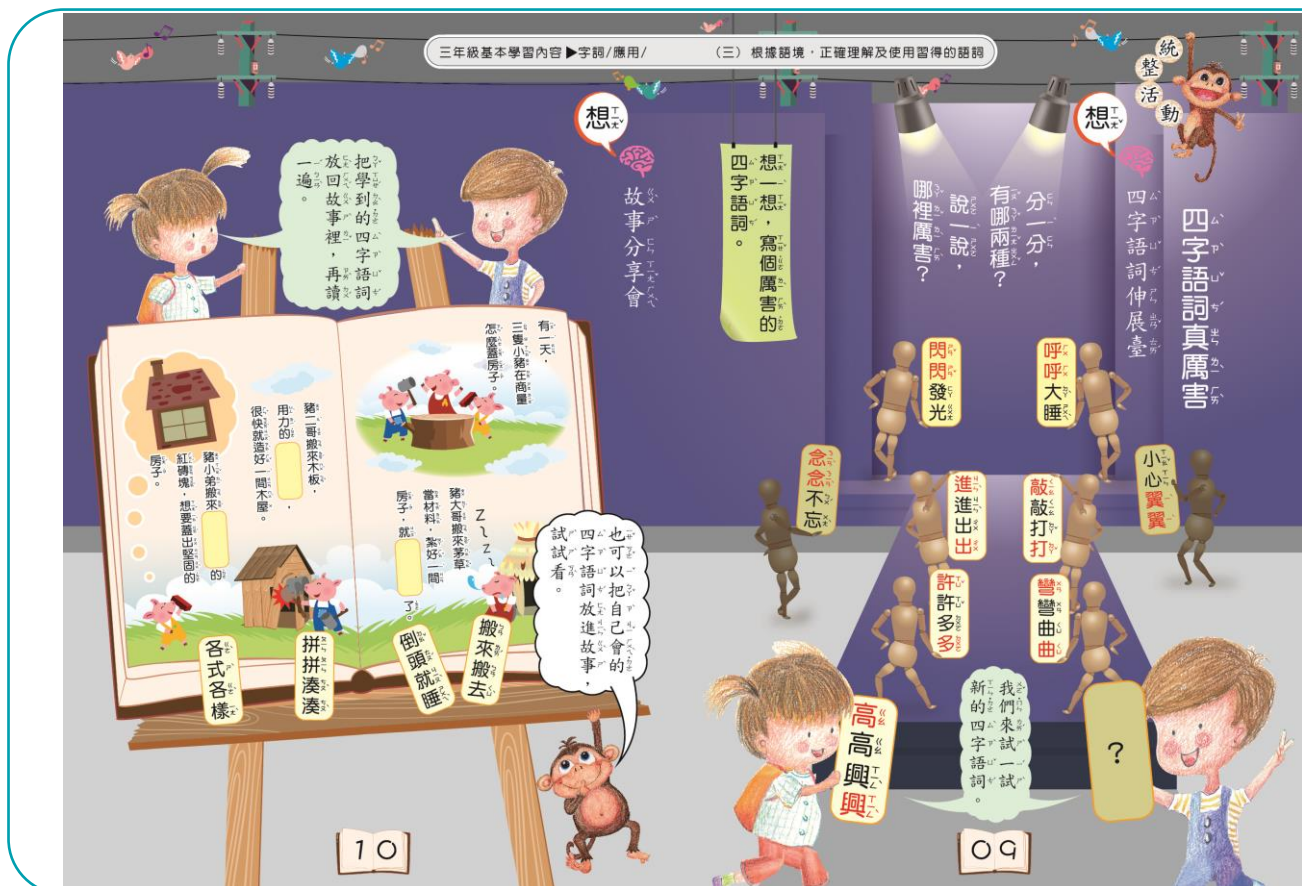 三年級基本學習內容▶字詞/應用/ （三）根據語境，正確理解及使用習得的語詞
統整活動
四字語詞真厲害
想
四字語詞伸展臺
分一分，
有哪兩種？
說一說，
哪裡厲害？
呼呼大睡
閃閃發光
小心翼翼
敲敲打打
進進出出
念念不忘
彎彎曲曲
許許多多
？
我們來試一試
新的四字語詞。
高高興興
09
想一想，寫個厲害的
四字語詞。
想
故事分享會
把學到的四字語詞
放回故事裡，再讀
一遍。
有一天，
三隻小豬在商量
怎麼蓋房子。
豬大哥搬來茅草
當材料，紮好一間
房子，就
了。
Z
z
z
豬二哥搬來木板，
用力的
，
很快就造好一間木屋。
豬小弟搬來
的
紅磚塊，想要蓋出堅固的
房子。
搬來搬去
倒頭就睡
拼拼湊湊
各式各樣
也可以把自己會的
四字語詞放進故事，
試試看。
10